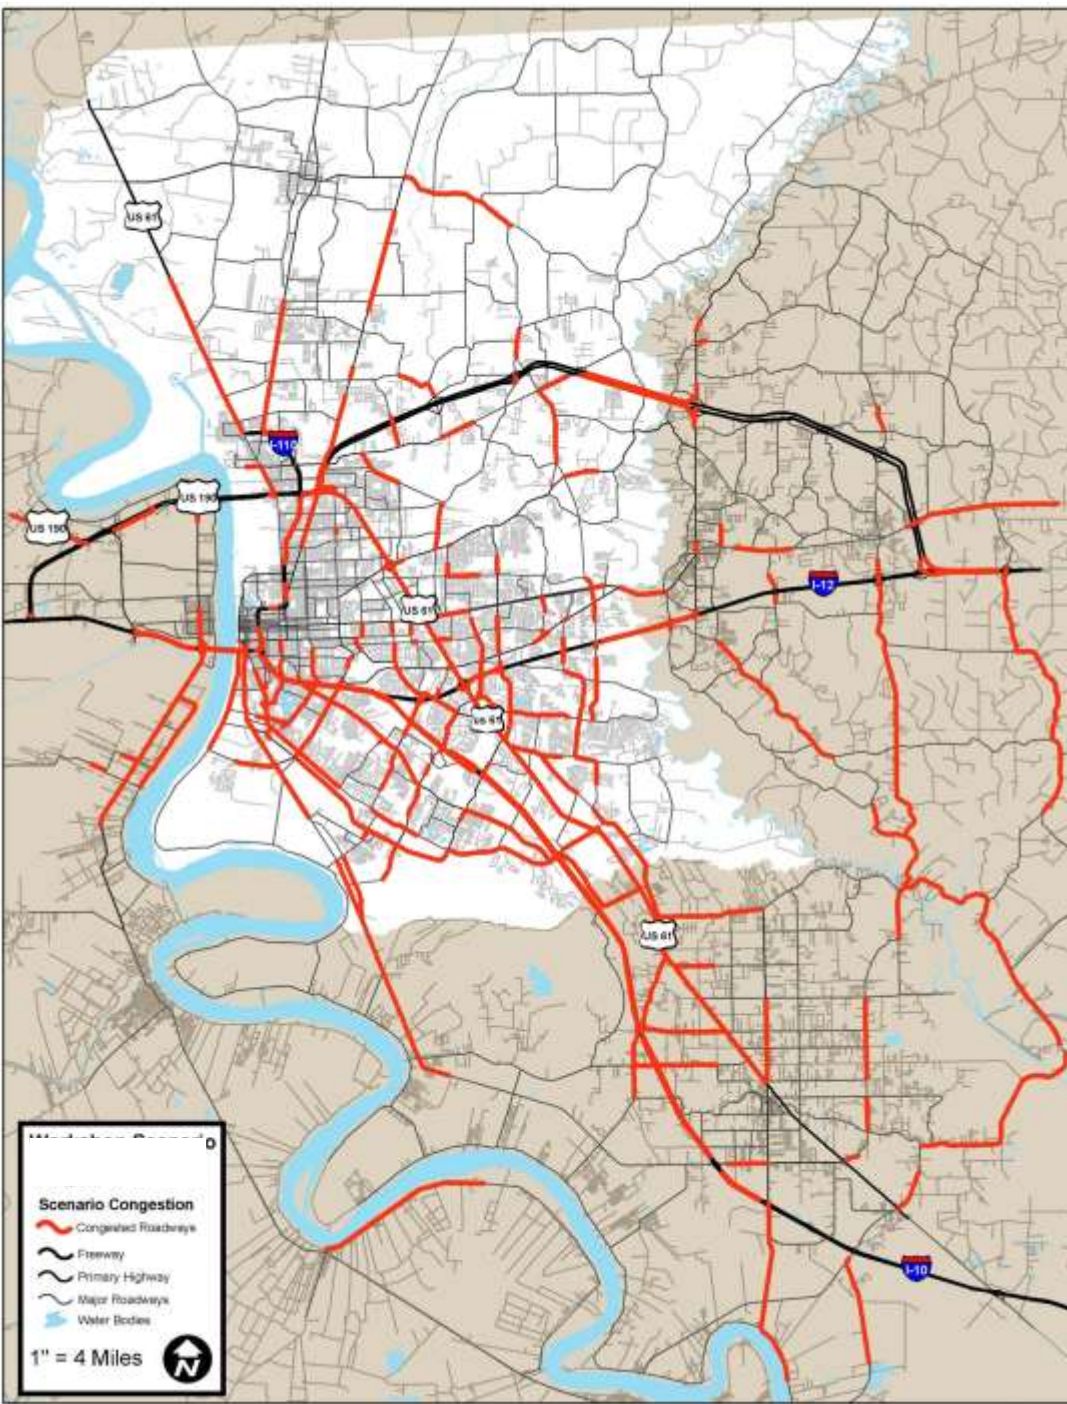 US 61
I-110
US 190
US 190
I-12
US 61
US 61
US 61
I-10
Scenario Congestion
Congested Roadways
Freeway
Primary Highway
Major Roadways
Water Bodies
1" = 4 Miles
N